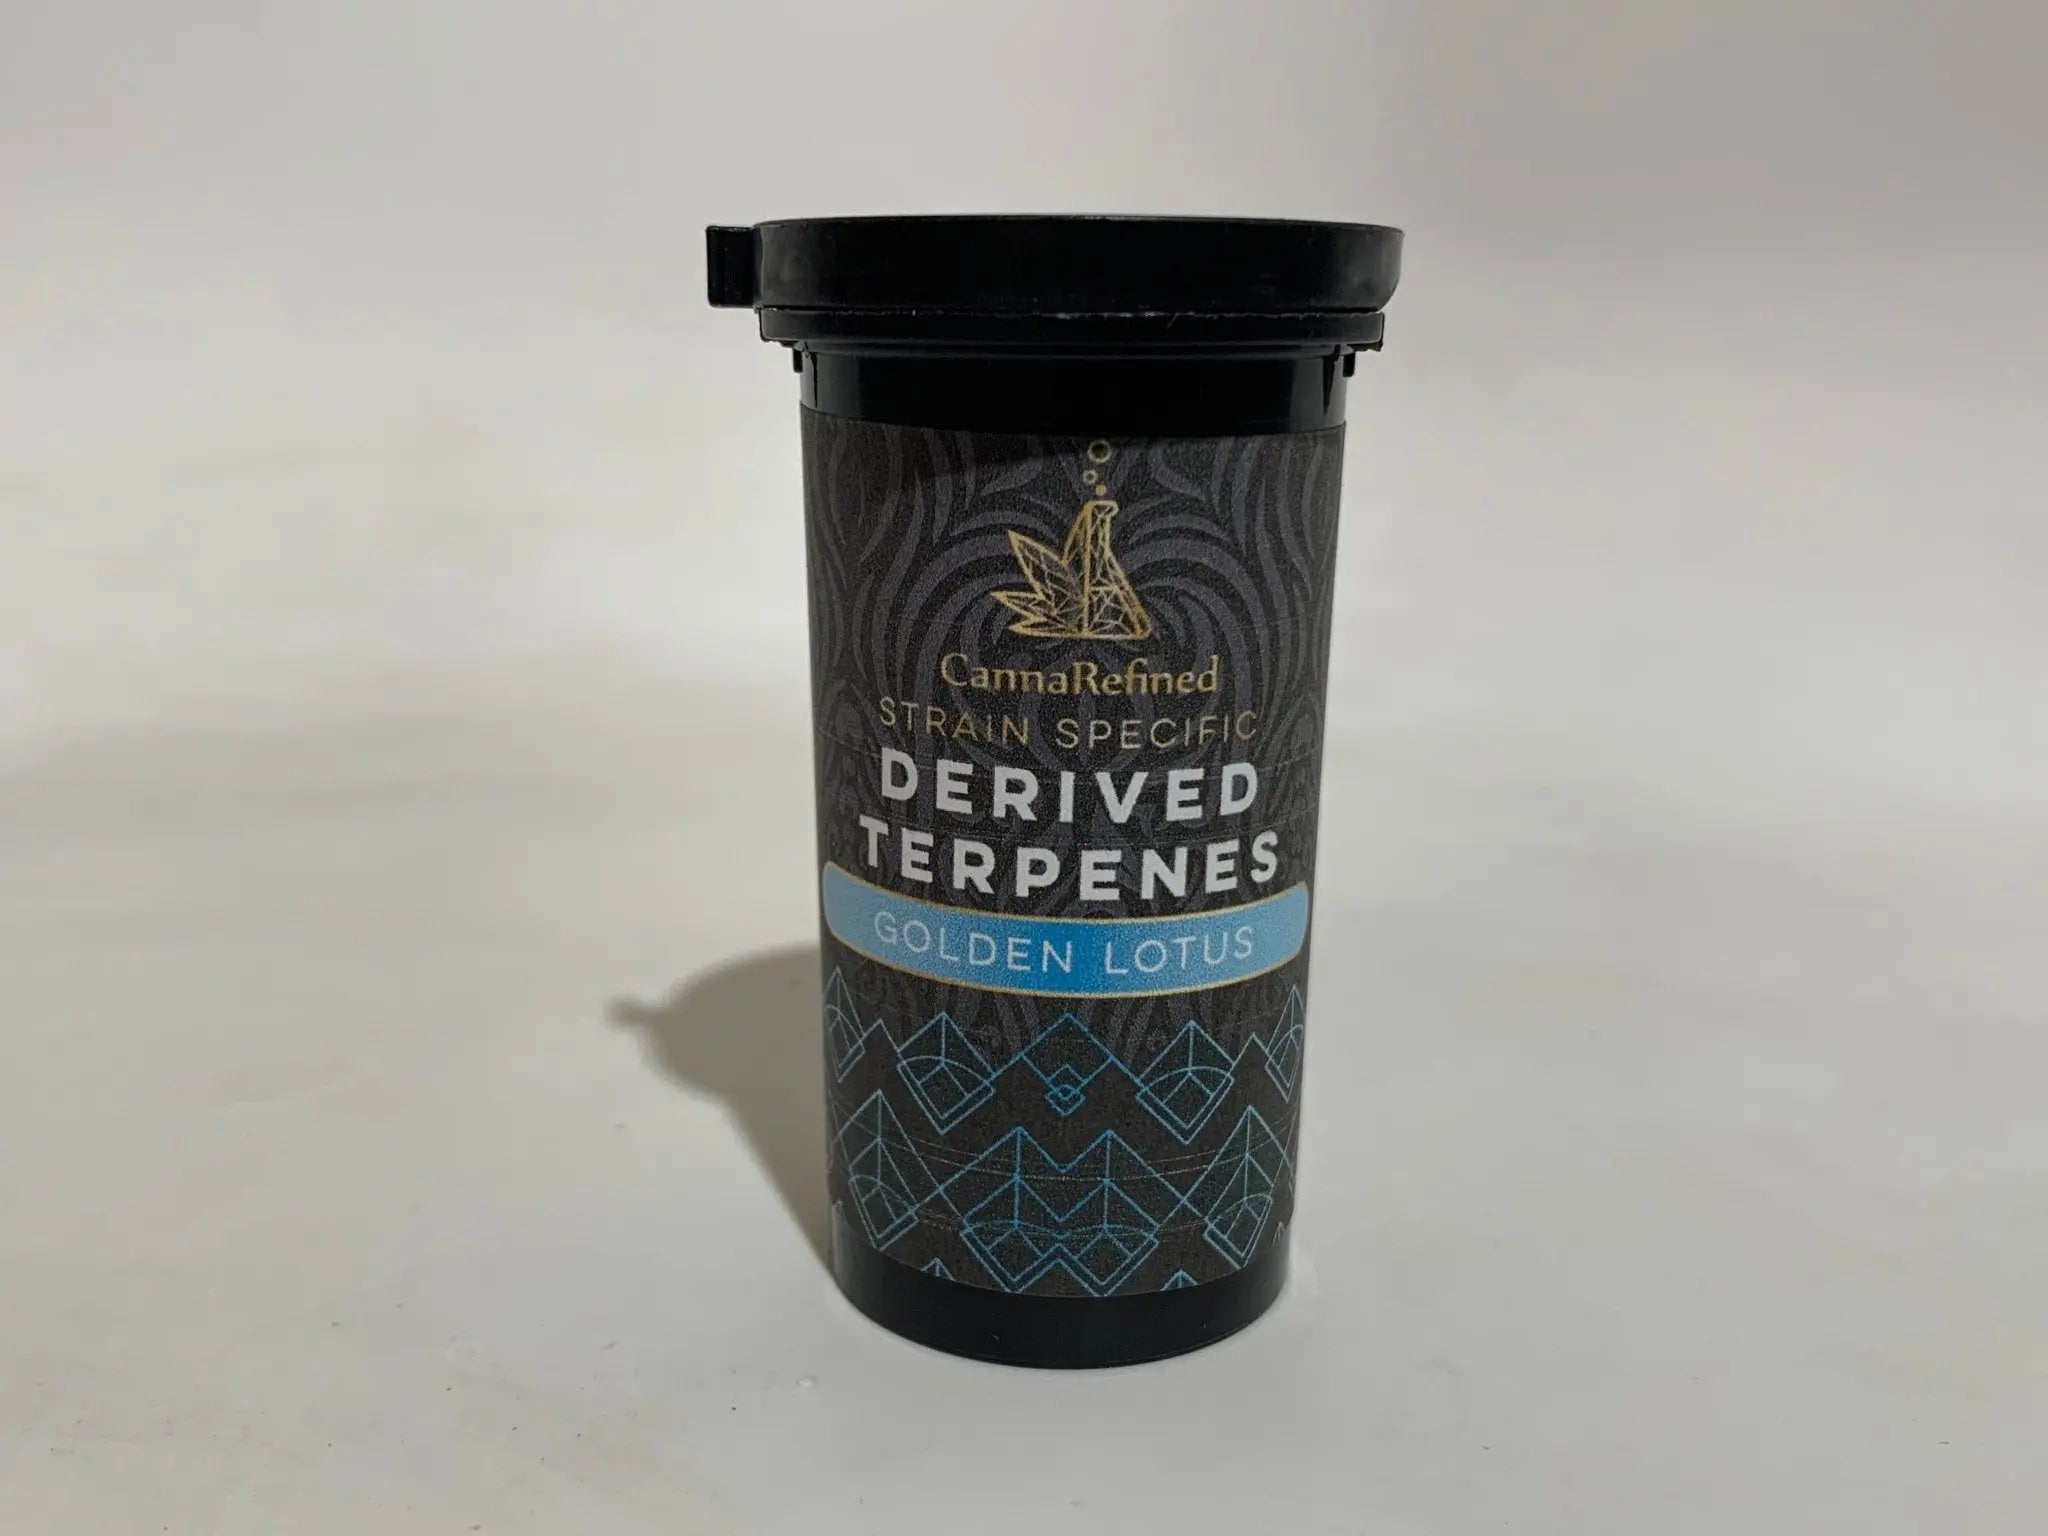 CannaRefined
STRAIN SPECIFIC
DERIVED
TERPENES
GOLDEN LOTUS